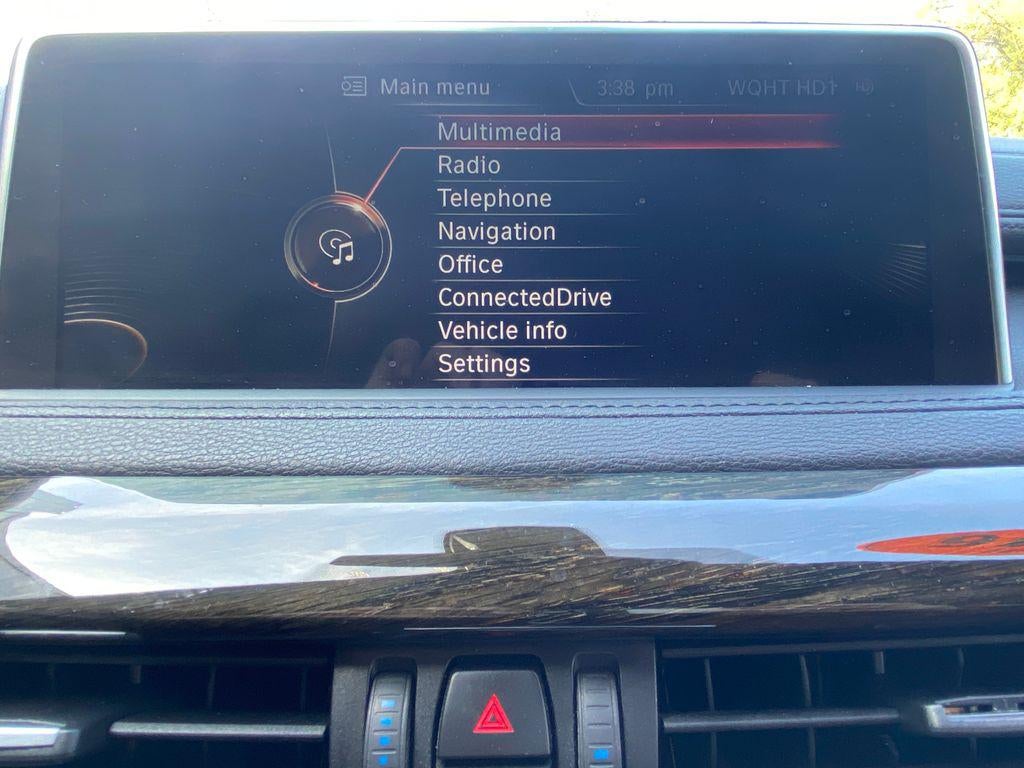 Main menu
3:38 pm
WQHT HD1
Multimedia
Radio
Telephone
Navigation
Office
ConnectedDrive
Vehicle info
Settings